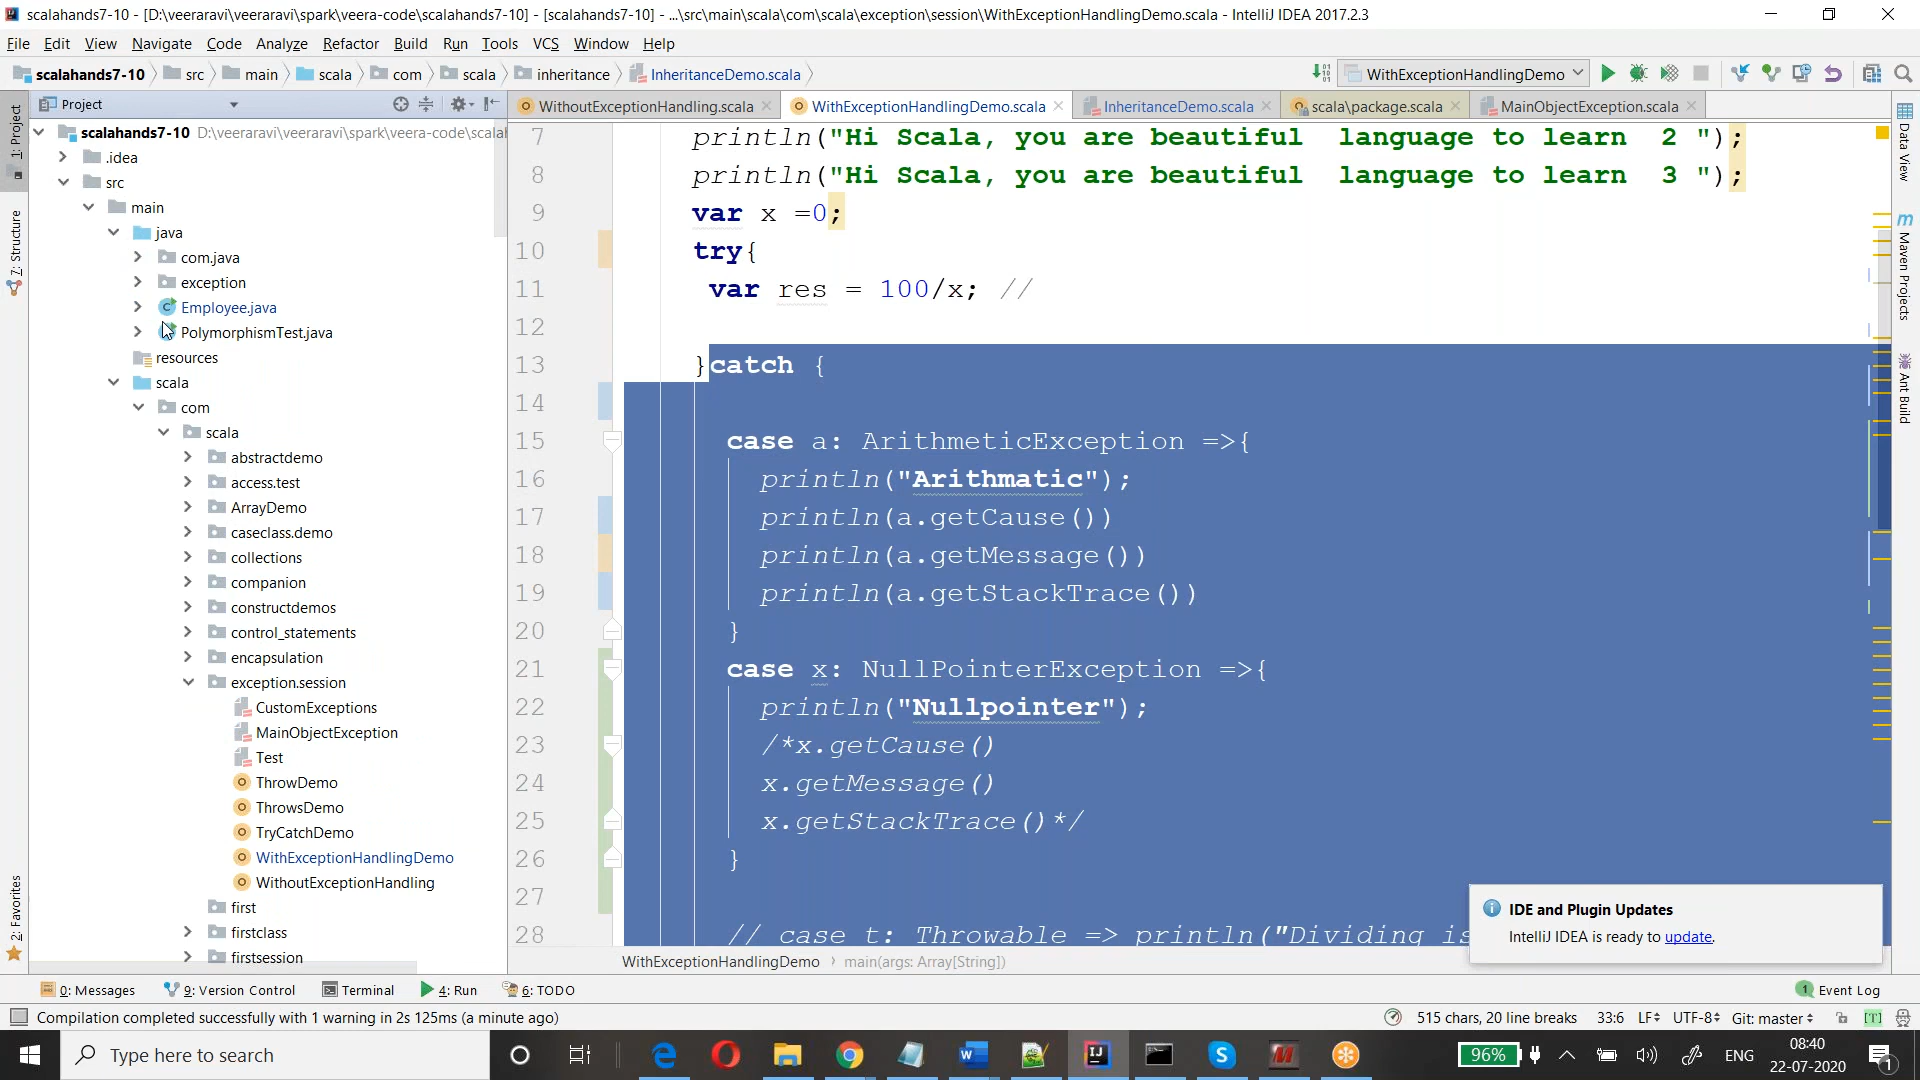 scalahands7-10 - [D:\veeraravi\veeraravi\spark\veera-code\scalahands7-10] - [scalahands7-10] - ...\src\main\scala\com\scala\exception\session\WithExceptionHandlingDemo.scala - IntelliJ IDEA 2017.2.3
File Edit View Navigate Code Analyze Refactor Build Run Tools VCS Window Help
scalahands7-10 src main scala com scala inheritance InheritanceDemo.scala WithExceptionHandlingDemo
Project WithoutExceptionHandling.scala WithExceptionHandlingDemo.scala InheritanceDemo.scala scala\package.scala MainObjectException.scala
1: Project
7: Structure
2: Favorites
scalahands7-10 D:\veeraravi\veeraravi\spark\veera-code\scala
.idea
src
main
java
com.java
exception
Employee.java
PolymorphismTest.java
resources
scala
com
scala
abstractdemo
access.test
ArrayDemo
caseclass.demo
collections
companion
constructdemos
control_statements
encapsulation
exception.session
CustomExceptions
MainObjectException
Test
ThrowDemo
ThrowsDemo
TryCatchDemo
WithExceptionHandlingDemo
WithoutExceptionHandling
first
firstclass
firstsession
7 println("Hi Scala, you are beautiful  language to learn  2 ");
8 println("Hi Scala, you are beautiful  language to learn  3 ");
9 var x =0;
10 try{
11 var res = 100/x; //
12
13 }catch {
14
15 case a: ArithmeticException =>{
16 println("Arithmatic");
17 println(a.getCause())
18 println(a.getMessage())
19 println(a.getStackTrace())
20 }
21 case x: NullPointerException =>{
22 println("Nullpointer");
23 /*x.getCause()
24 x.getMessage()
25 x.getStackTrace()*/
26 }
27
28 // case t: Throwable => println("Dividing is
Data View
Maven Projects
Ant Build
IDE and Plugin Updates
IntelliJ IDEA is ready to update.
WithExceptionHandlingDemo main(args: Array[String])
0: Messages 9: Version Control Terminal 4: Run 6: TODO 1 Event Log
Compilation completed successfully with 1 warning in 2s 125ms (a minute ago) 515 chars, 20 line breaks 33:6 LF UTF-8 Git: master [T]
Type here to search 96% ENG 08:40
22-07-2020 1